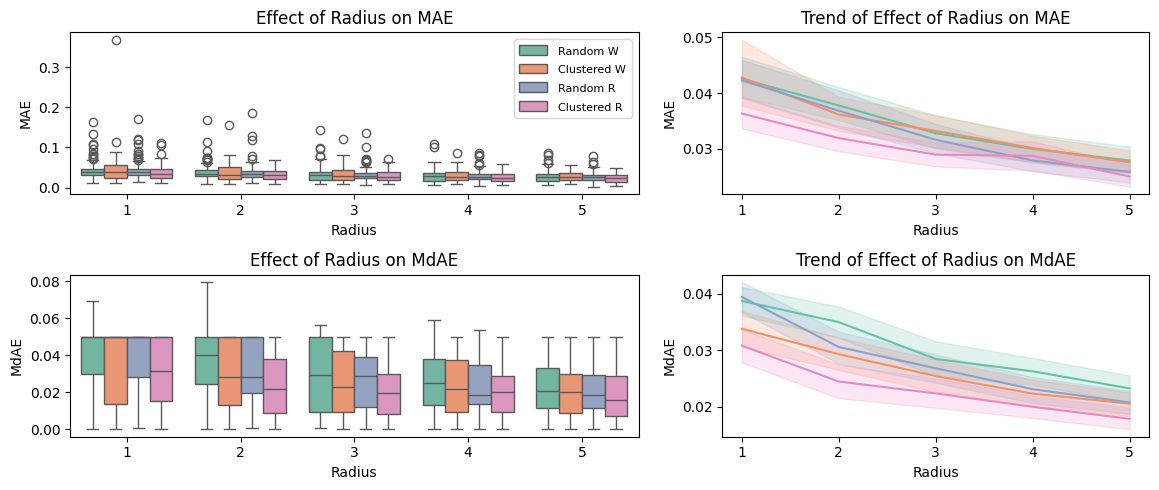 Effect of Radius on MAE
MAE
0.3
0.2
0.1
0.0
Random W
Clustered W
Random R
Clustered R
1 2 3 4 5
Radius
Trend of Effect of Radius on MAE
MAE
0.05
0.04
0.03
1 2 3 4 5
Radius
Effect of Radius on MdAE
MdAE
0.08
0.06
0.04
0.02
0.00
1 2 3 4 5
Radius
Trend of Effect of Radius on MdAE
MdAE
0.04
0.03
0.02
1 2 3 4 5
Radius